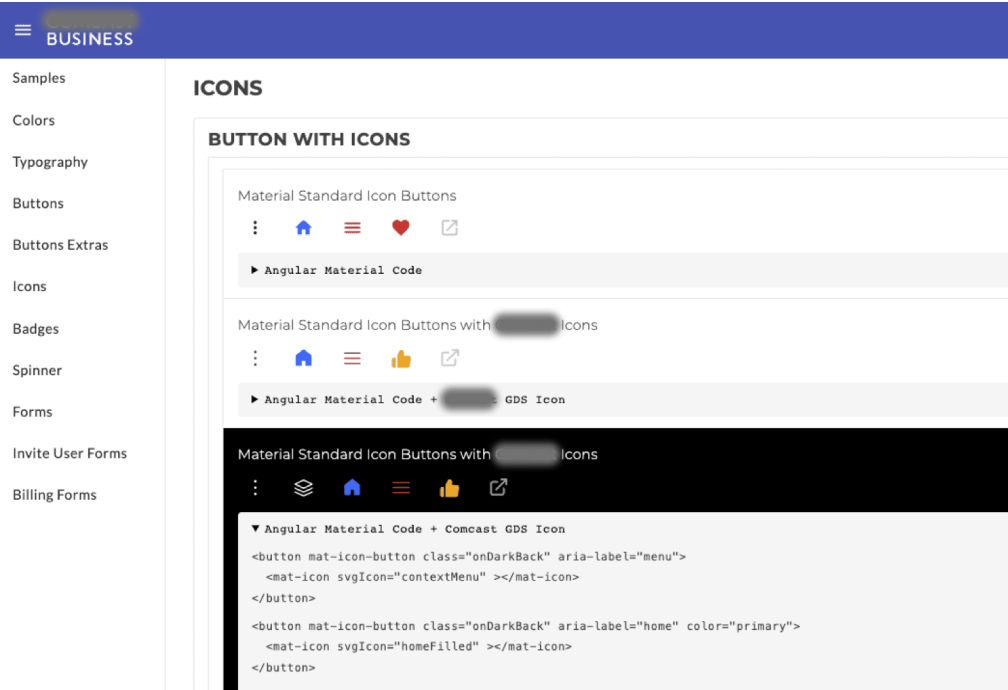 BUSINESS
Samples
Colors
Typography
Buttons
Buttons Extras
Icons
Badges
Spinner
Forms
Invite User Forms
Billing Forms
ICONS
BUTTON WITH ICONS
Material Standard Icon Buttons
Angular Material Code
Material Standard Icon Buttons with Icons
Angular Material Code + GDS Icon
Material Standard Icon Buttons with Icons
Angular Material Code + Comcast GDS Icon
<button mat-icon-button class="onDarkBack" aria-label="menu">
<mat-icon svgIcon="contextMenu" ></mat-icon>
</button>
<button mat-icon-button class="onDarkBack" aria-label="home" color="primary">
<mat-icon svgIcon="homeFilled" ></mat-icon>
</button>